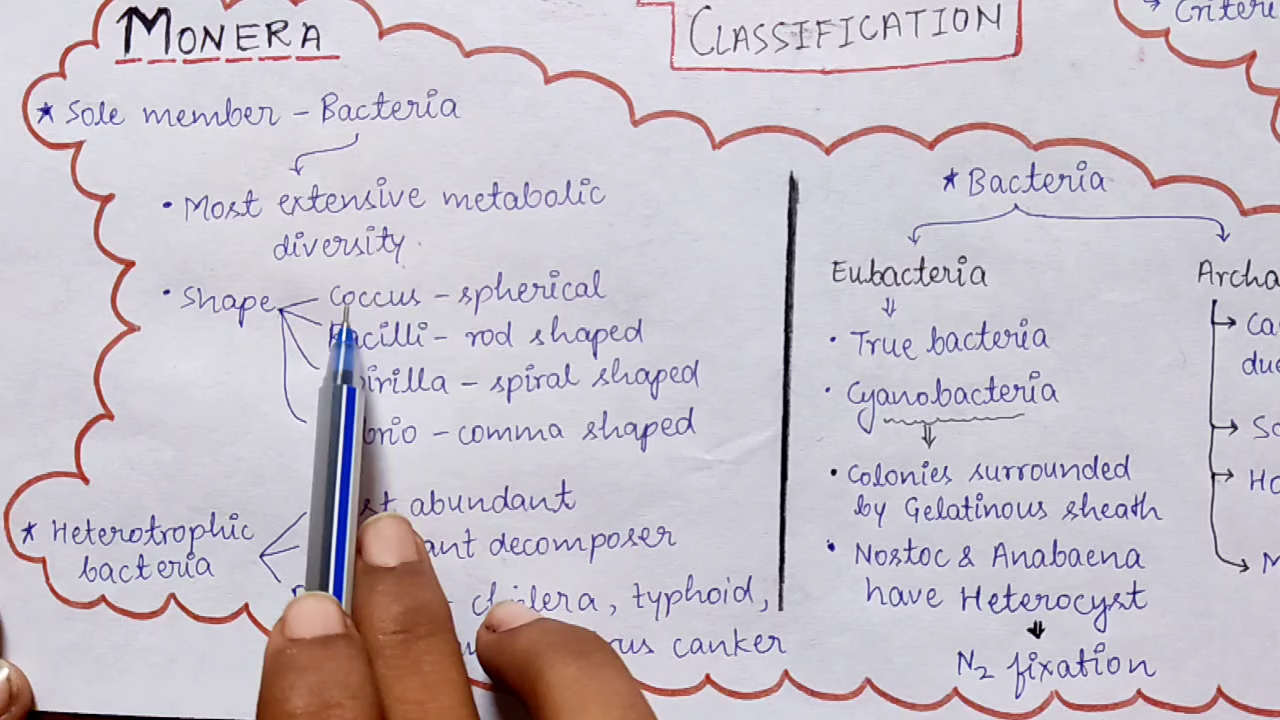 MONERA
* Sole member - Bacteria
• Most extensive metabolic
diversity.
• Shape - Coccus - spherical
- rod shaped
- spiral shaped
- comma shaped
* Heterotrophic
bacteria
abundant
decomposer
cholera, typhoid,
canker
CLASSIFICATION
* Bacteria
Eubacteria
• True bacteria
• Cyanobacteria
• Colonies surrounded
by Gelatinous sheath
• Nostoc & Anabaena
have Heterocyst
N2 fixation